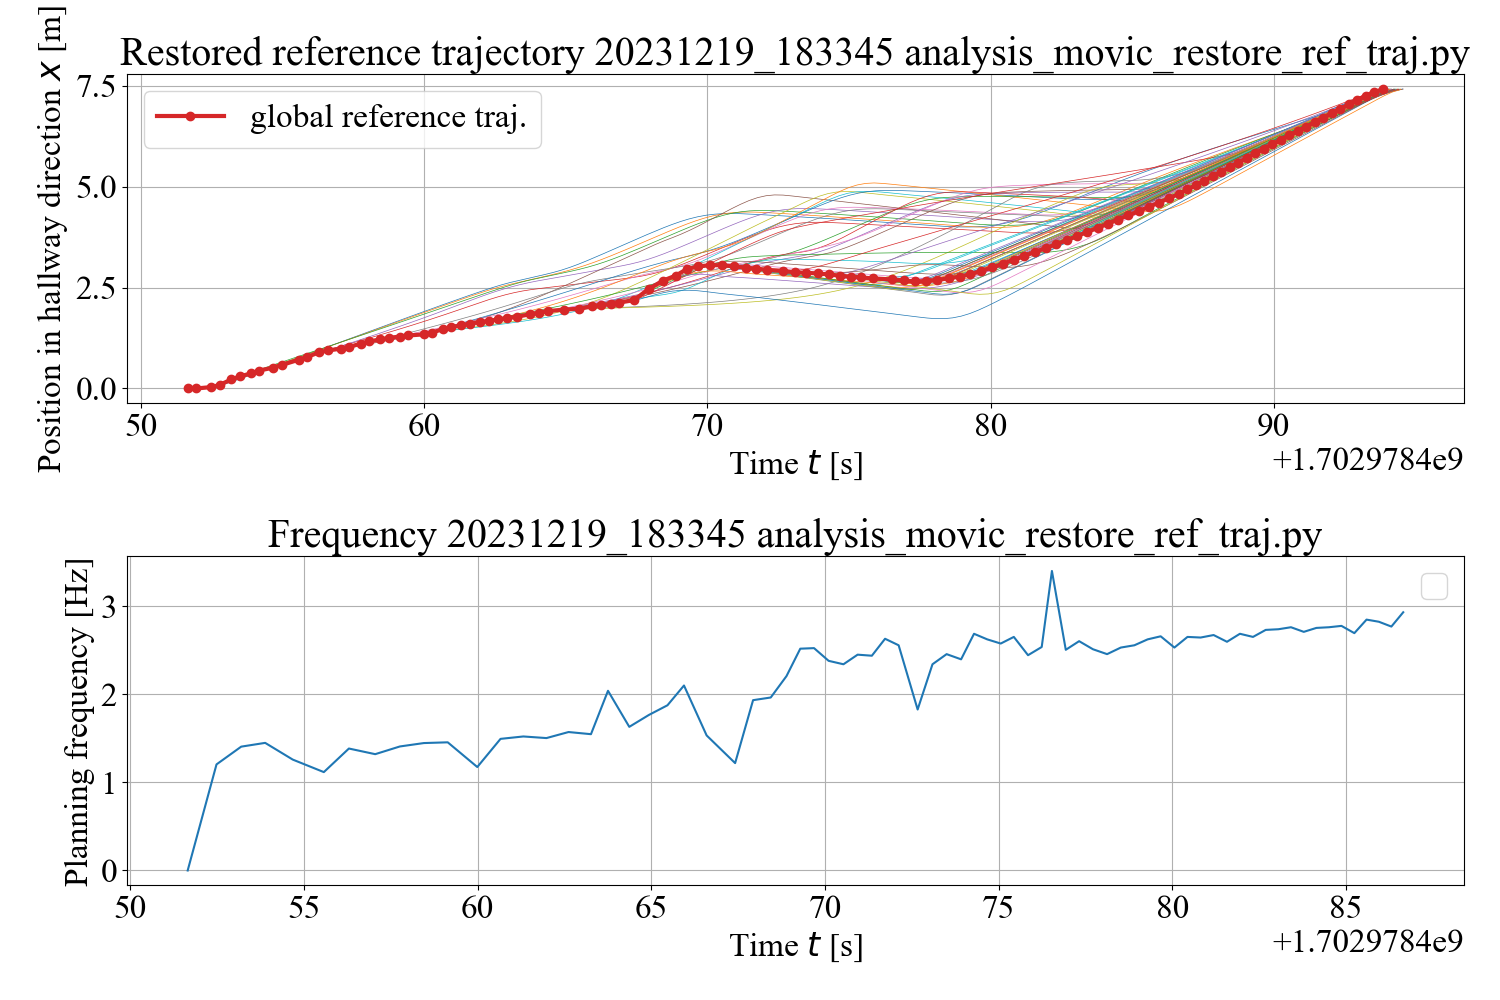 Restored reference trajectory 20231219_183345 analysis_movic_restore_ref_traj.py
Position in hallway direction x [m]
7.5
5.0
2.5
0.0
global reference traj.
50 60 70 80 90
Time t [s]
+1.7029784e9
Frequency 20231219_183345 analysis_movic_restore_ref_traj.py
Planning frequency [Hz]
3
2
1
0
50 55 60 65 70 75 80 85
Time t [s]
+1.7029784e9